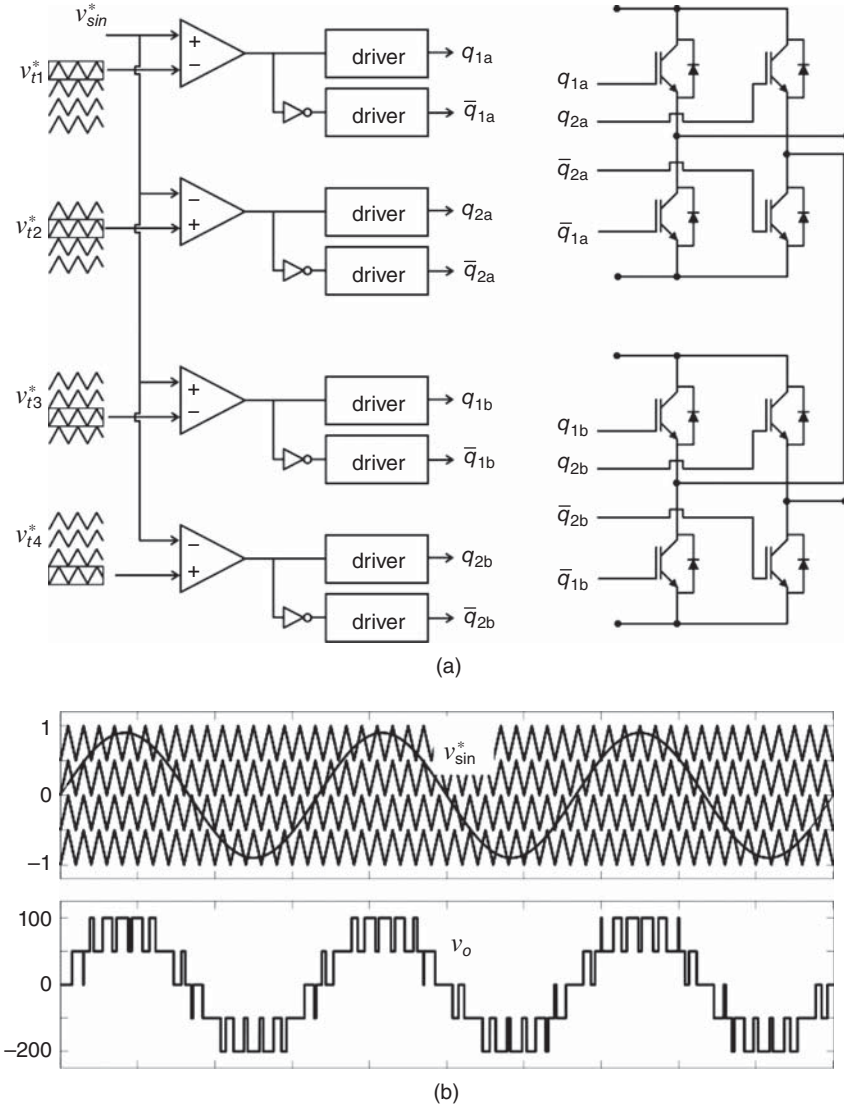 v*sin
v*t1
+
−
driver
q1a
driver
q̄1a
v*t2
−
+
driver
q2a
driver
q̄2a
v*t3
+
−
driver
q1b
driver
q̄1b
v*t4
−
+
driver
q2b
driver
q̄2b
q1a
q2a
q̄2a
q̄1a
q1b
q2b
q̄2b
q̄1b
(a)
1
0
−1
v*sin
100
0
−200
vo
(b)